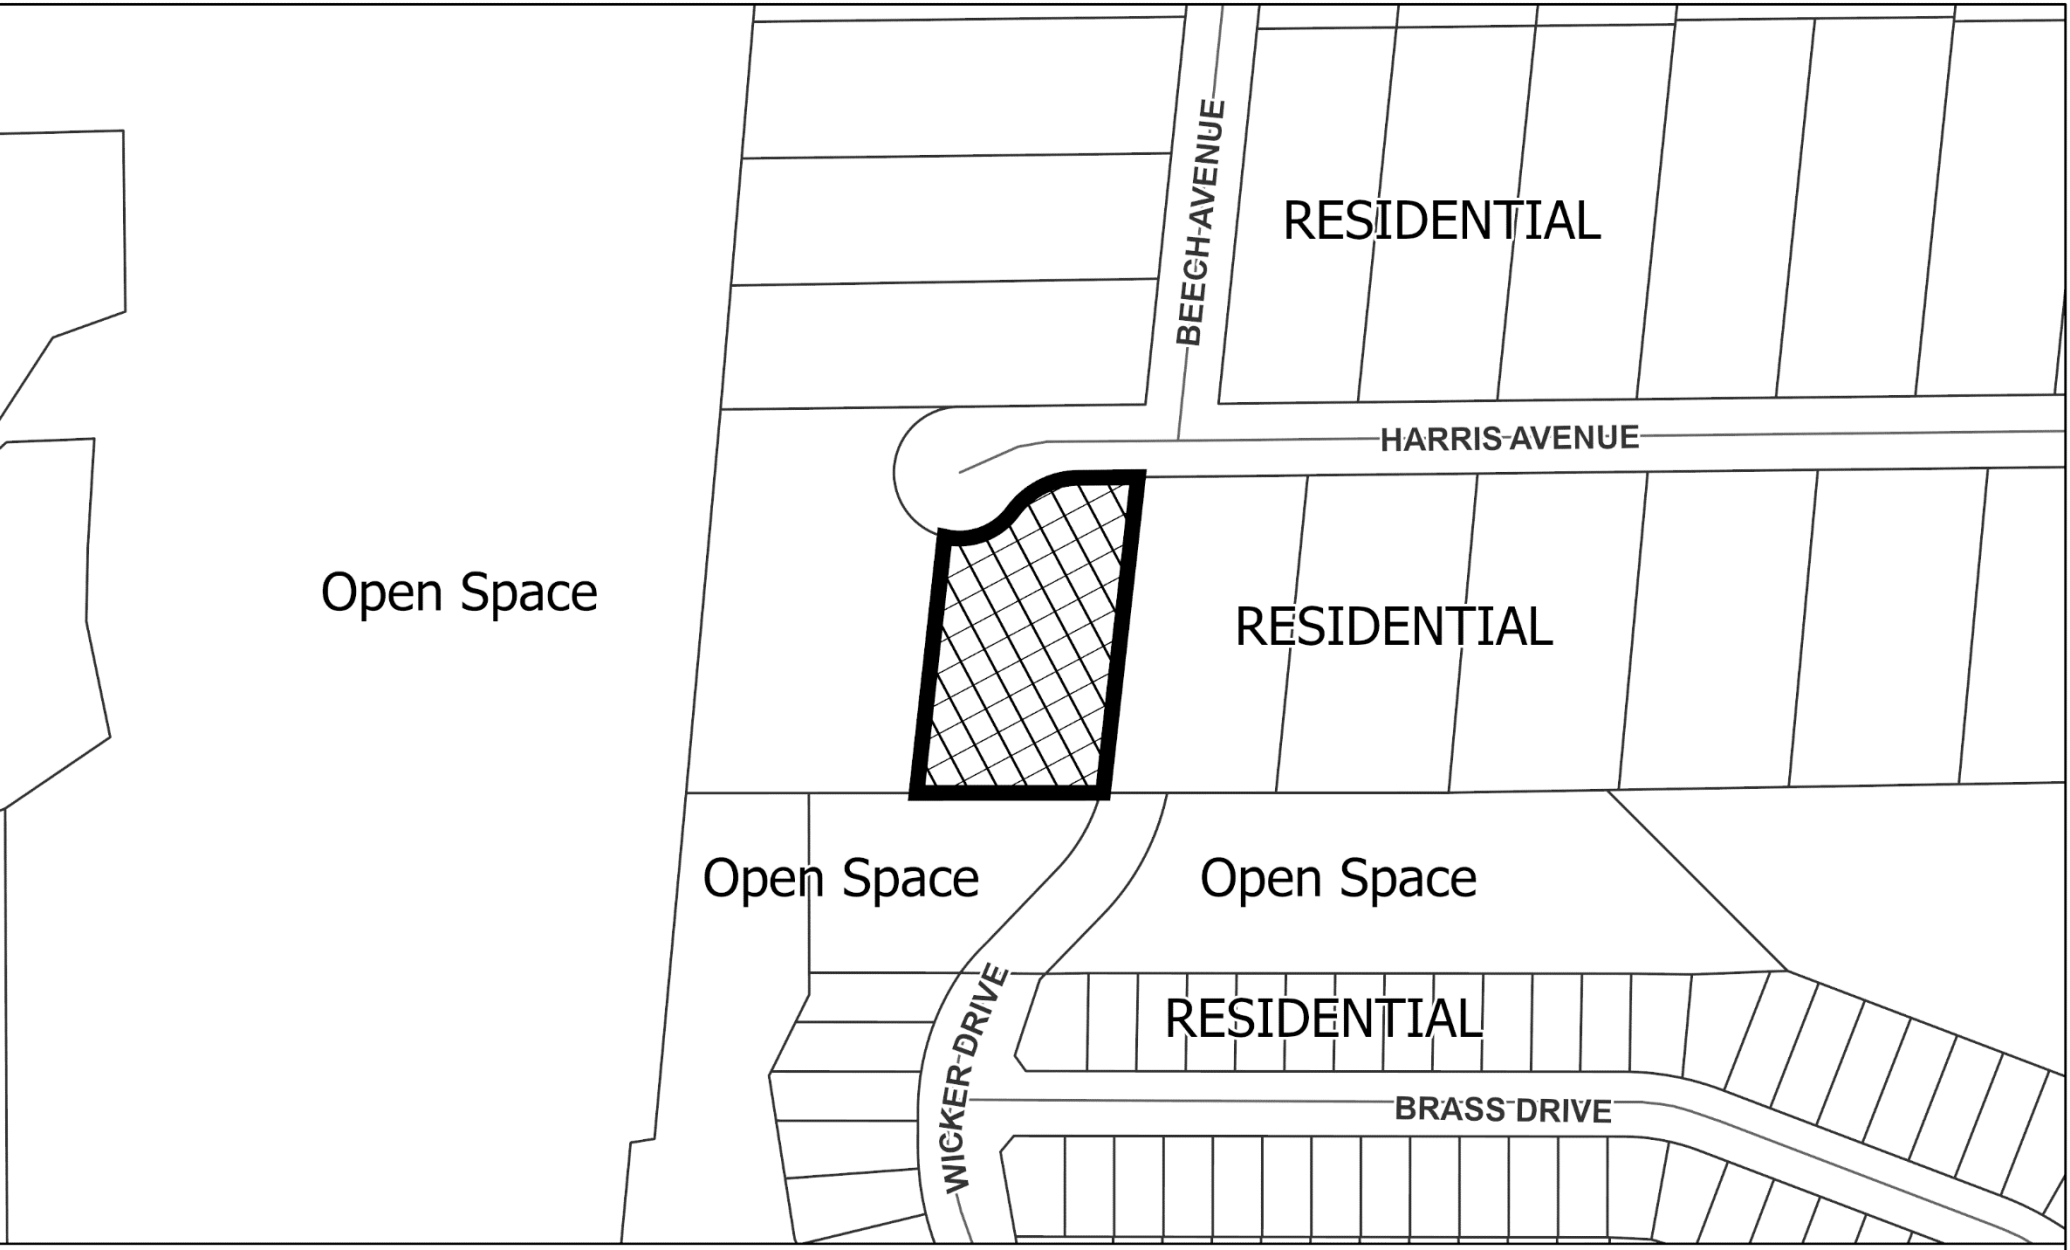 BEECH AVENUE
RESIDENTIAL
HARRIS AVENUE
Open Space
RESIDENTIAL
Open Space
Open Space
WICKER DRIVE
RESIDENTIAL
BRASS DRIVE